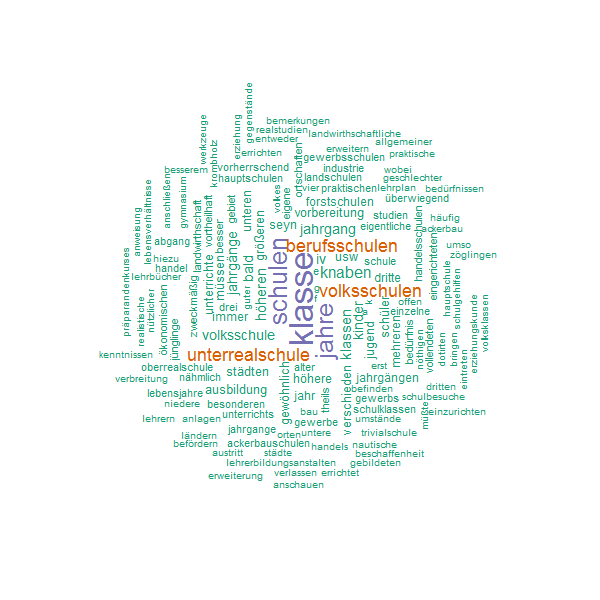 bemerkungen
realstudien
landwirthschaftliche
entweder
allgemeiner
errichten
erweitern
praktische
gewerbsschulen
vorherrschend
industrie
wobei
besserem
hauptschulen
landschulen
geschlechter
vier
praktischen
lehrplan
bedürfnissen
forstschulen
überwiegend
vorbereitung
studien
häufig
seyn
jahrgang
eigentliche
ackerbau
abgang
berufsschulen
umso
hiezu
iv
usw
schule
zöglingen
handel
e
knaben
dritte
lehrbücher
g
volksschulen
f
drei
immer
einzelne
offen
volksschule
unterrealschule
kenntnissen
oberrealschule
städten
alter
erst
verbreitung
nähmlich
höhere
jahrgängen
dritten
lebensjahre
ausbildung
befinden
schulbesuche
niedere
besonderen
jahr
gewerbs
einzurichten
lehrern
anlagen
unterrichts
bau
schulklassen
gewerbe
umstände
jahrgange
orten
untere
trivialschule
ländern
ackerbauschulen
handels
nautische
befördern
austritt
städte
beschaffenheit
lehrerbildungsanstalten
gebildeten
erweiterung
verlassen
errichtet
anschauen
präparandenkurses
anweisung
lebensverhältnisse
realistische
nützlicher
anschließend
ökonomischen
jünglinge
gymnasium
zweckmäßig
landwirthschaft
werkzeuge
krombholz
vortheilhaft
unterrichte
müssen
besser
gebiet
jahrgänge
erziehung
gegenstände
unteren
bald
guter
größeren
höheren
volkes
eigene
schulen
ortschaften
klasse
gewöhnlich
jahre
theils
verschieden
klassen
kinder
k
a
jugend
schüler
mehreren
bedürfnis
handelsschulen
nöthigen
vollendeten
eingerichteten
müßte
dotirten
hauptschule
bringen
schulgehilfen
eintreten
erziehungskunde
volksklassen